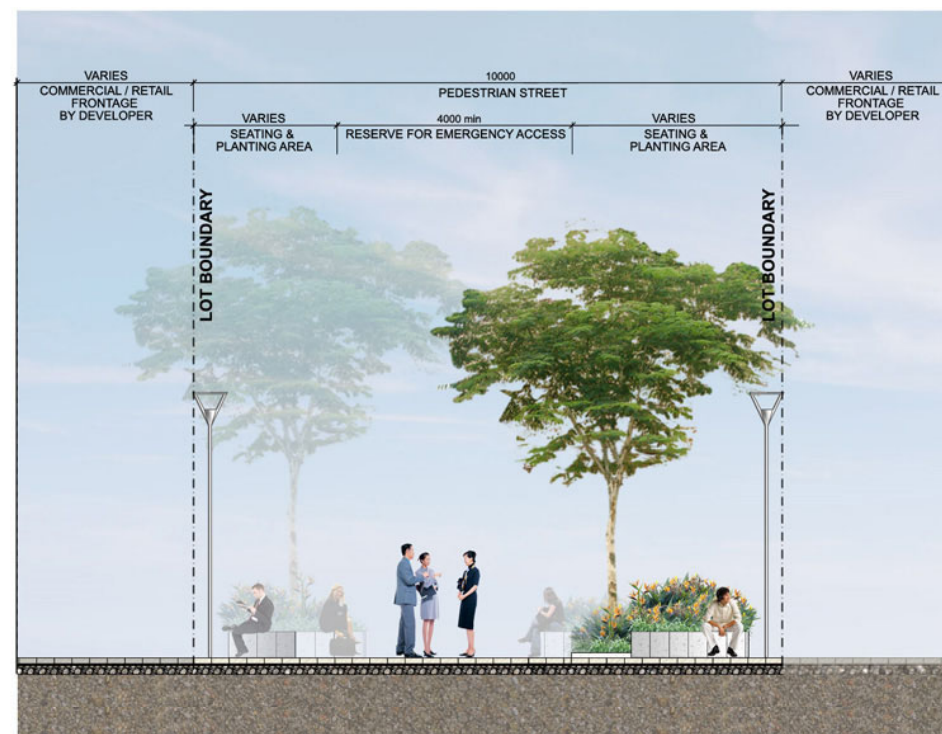 VARIES
COMMERCIAL / RETAIL
FRONTAGE
BY DEVELOPER
10000
PEDESTRIAN STREET
VARIES
COMMERCIAL / RETAIL
FRONTAGE
BY DEVELOPER
VARIES
SEATING &
PLANTING AREA
4000 min
RESERVE FOR EMERGENCY ACCESS
VARIES
SEATING &
PLANTING AREA
LOT BOUNDARY
LOT BOUNDARY